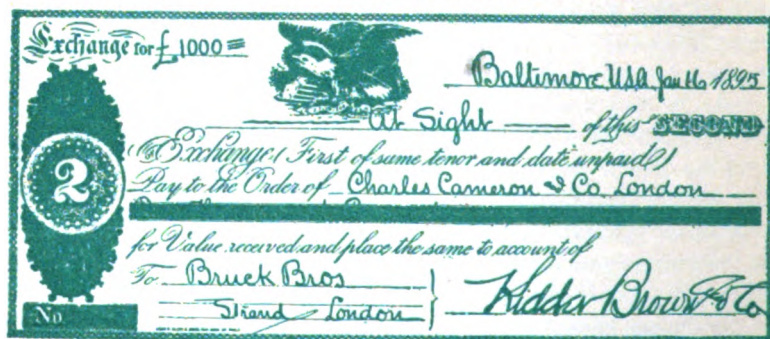 Exchange for £1000=
Baltimore USA Jan 16 1895
At Sight of this SECOND
2
Exchange (First of same tenor and date unpaid)
Pay to the Order of Charles Cameron & Co, London
for Value received and place the same to account of
To Bruck Bros
Strand London
Kidder Brown & Co
No